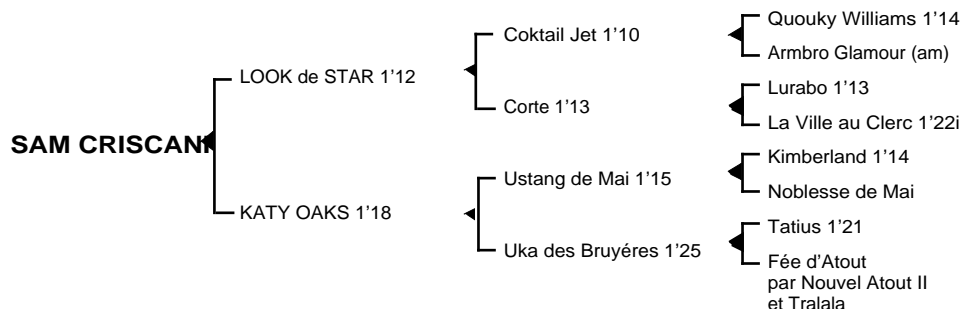 SAM CRISCANI
LOOK de STAR 1’12
KATY OAKS 1’18
Coktail Jet 1’10
Corte 1’13
Ustang de Mai 1’15
Uka des Bruyéres 1’25
Quouky Williams 1’14
Armbro Glamour (am)
Lurabo 1’13
La Ville au Clerc 1’22i
Kimberland 1’14
Noblesse de Mai
Tatius 1’21
Fée d’Atout
par Nouvel Atout II
et Tralala